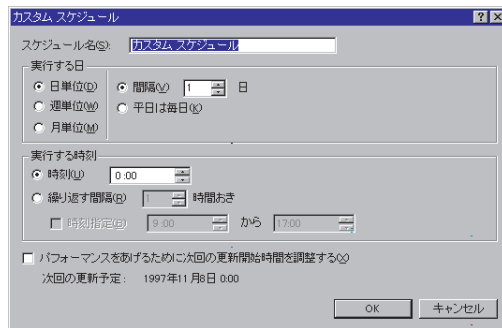 カスタム スケジュール
スケジュール名(S): カスタム スケジュール
実行する日
日単位(D) 間隔(V) 1 日
週単位(W) 平日は毎日(K)
月単位(M)
実行する時刻
時刻(U) 0:00
繰り返す間隔(R) 1 時間おき
時刻指定(B) 9:00 から 17:00
パフォーマンスをあげるために次回の更新開始時間を調整する(X)
次回の更新予定: 1997年11月8日 0:00
OK キャンセル